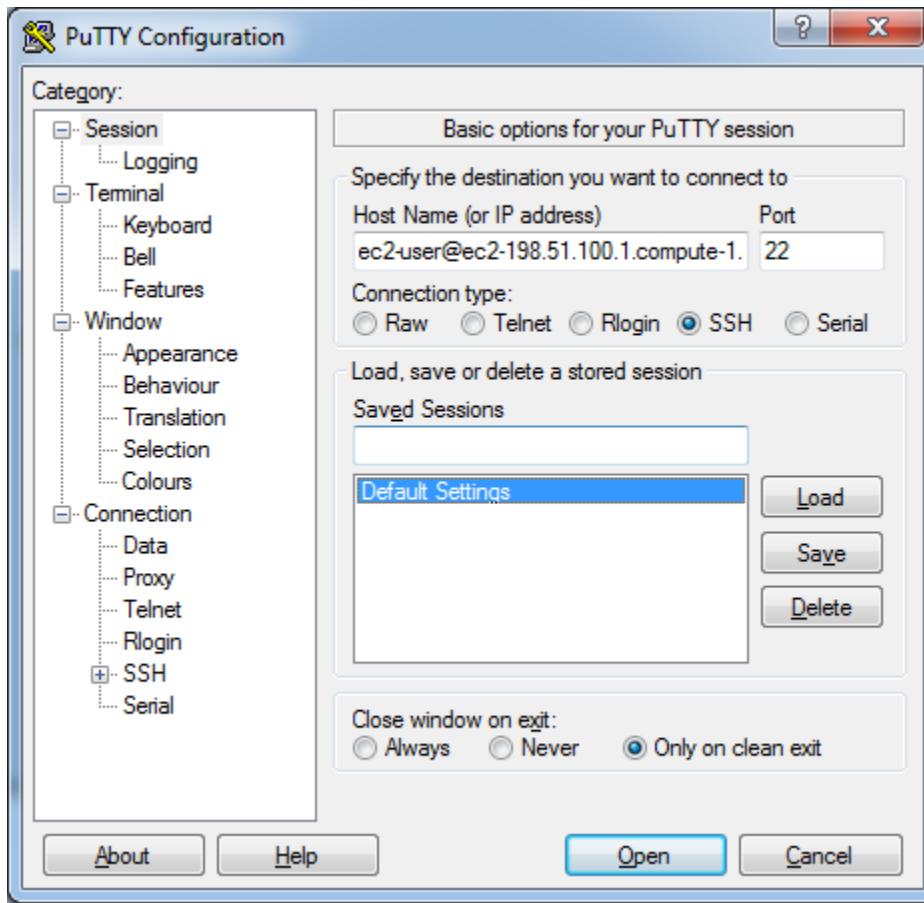 PuTTY Configuration
?
X
Category:
Session
Logging
Terminal
Keyboard
Bell
Features
Window
Appearance
Behaviour
Translation
Selection
Colours
Connection
Data
Proxy
Telnet
Rlogin
SSH
Serial
Basic options for your PuTTY session
Specify the destination you want to connect to
Host Name (or IP address) Port
ec2-user@ec2-198.51.100.1.compute-1. 22
Connection type:
Raw Telnet Rlogin SSH Serial
Load, save or delete a stored session
Saved Sessions
Default Settings
Load
Save
Delete
Close window on exit:
Always Never Only on clean exit
About Help Open Cancel